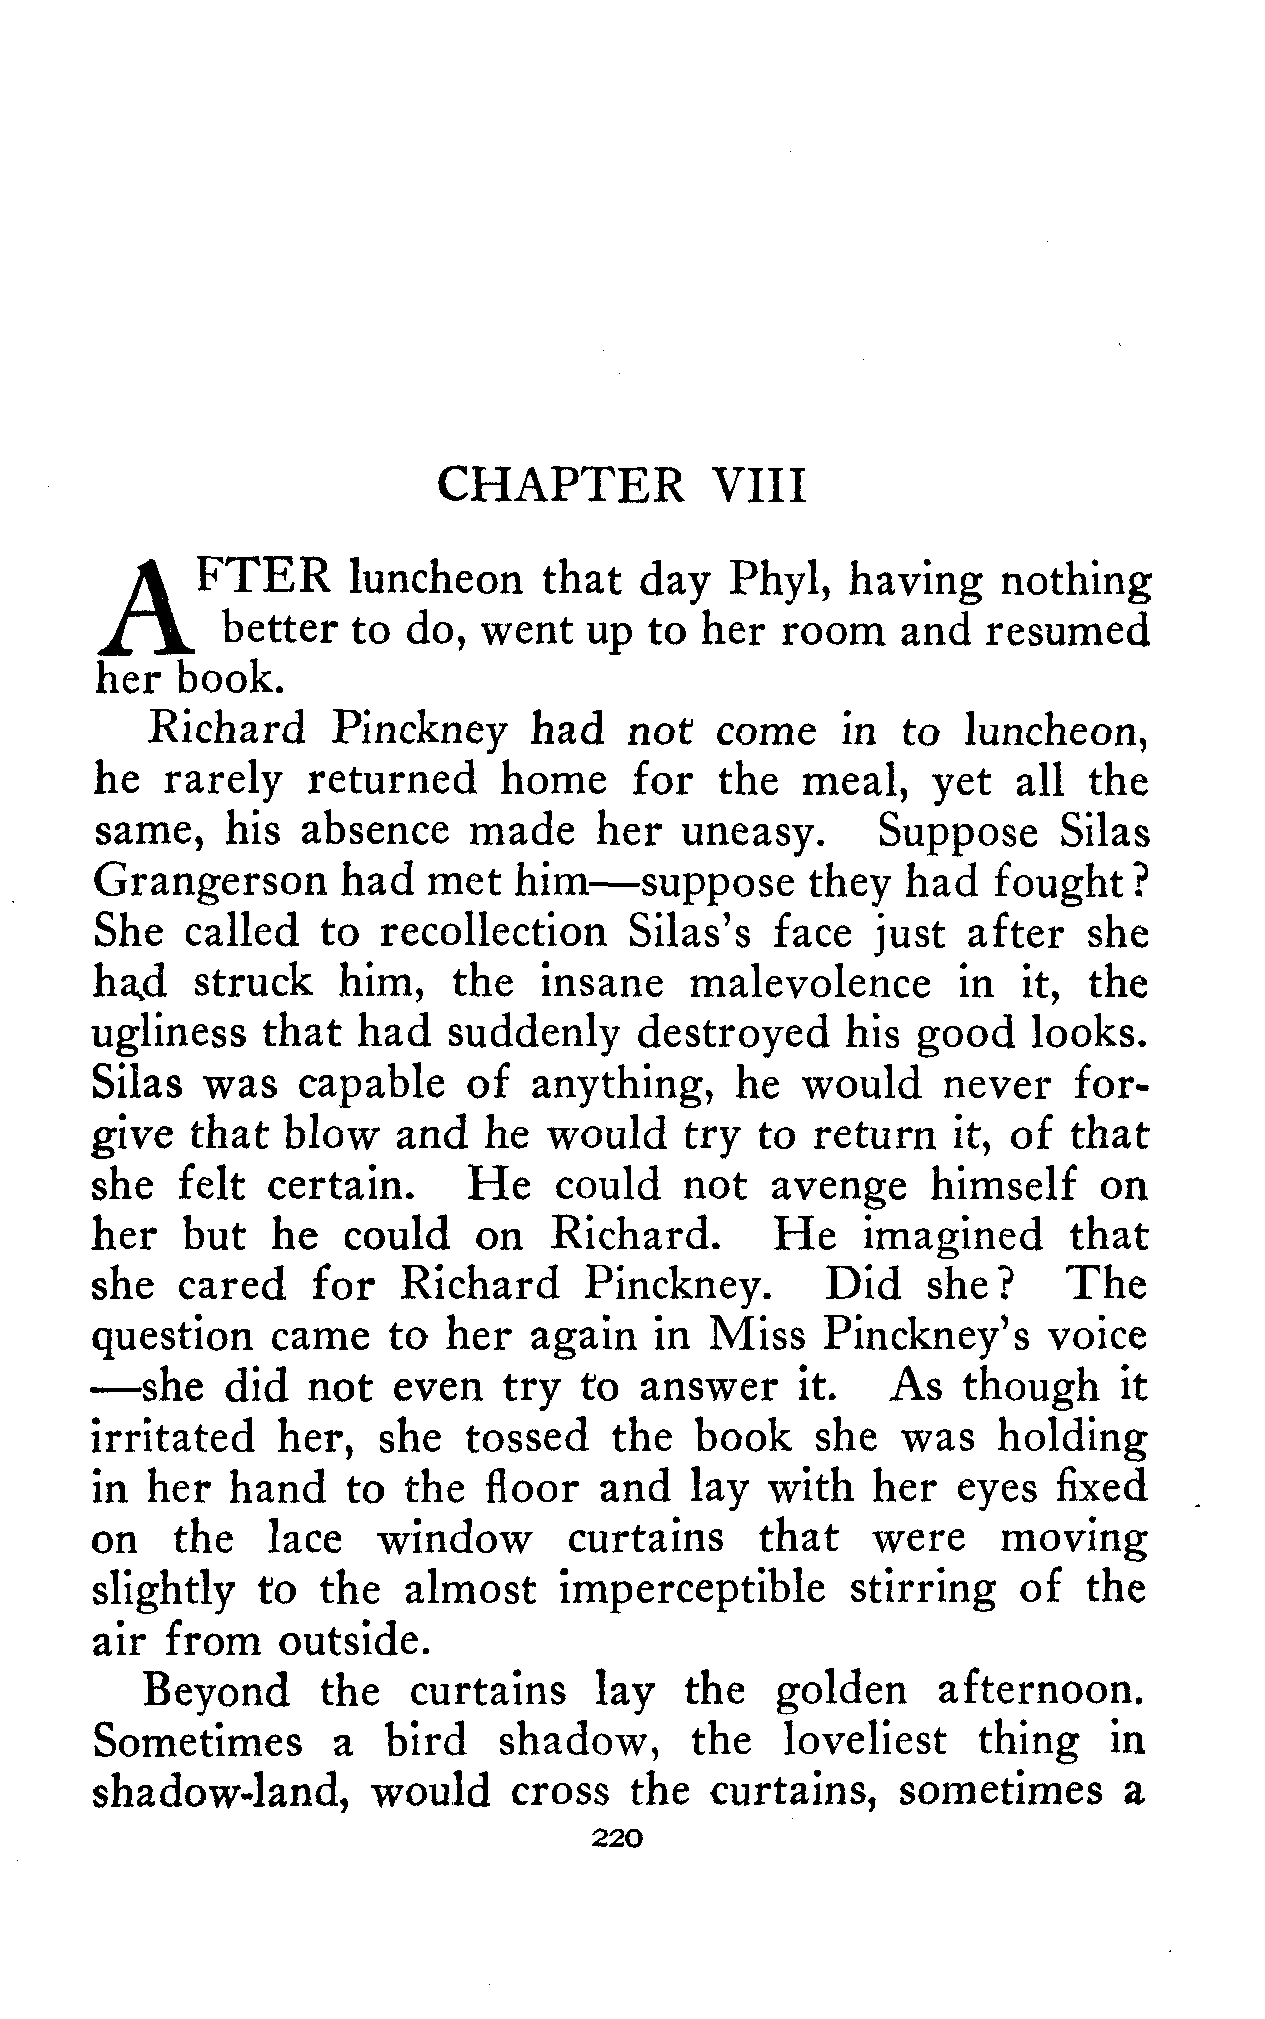 CHAPTER VIII
AFTER luncheon that day Phyl, having nothing
better to do, went up to her room and resumed
her book.
Richard Pinckney had not come in to luncheon,
he rarely returned home for the meal, yet all the
same, his absence made her uneasy. Suppose Silas
Grangerson had met him—suppose they had fought?
She called to recollection Silas's face just after she
had struck him, the insane malevolence in it, the
ugliness that had suddenly destroyed his good looks.
Silas was capable of anything, he would never for-
give that blow and he would try to return it, of that
she felt certain. He could not avenge himself on
her but he could on Richard. He imagined that
she cared for Richard Pinckney. Did she? The
question came to her again in Miss Pinckney's voice
—she did not even try to answer it. As though it
irritated her, she tossed the book she was holding
in her hand to the floor and lay with her eyes fixed
on the lace window curtains that were moving
slightly to the almost imperceptible stirring of the
air from outside.
Beyond the curtains lay the golden afternoon.
Sometimes a bird shadow, the loveliest thing in
shadow-land, would cross the curtains, sometimes a
220